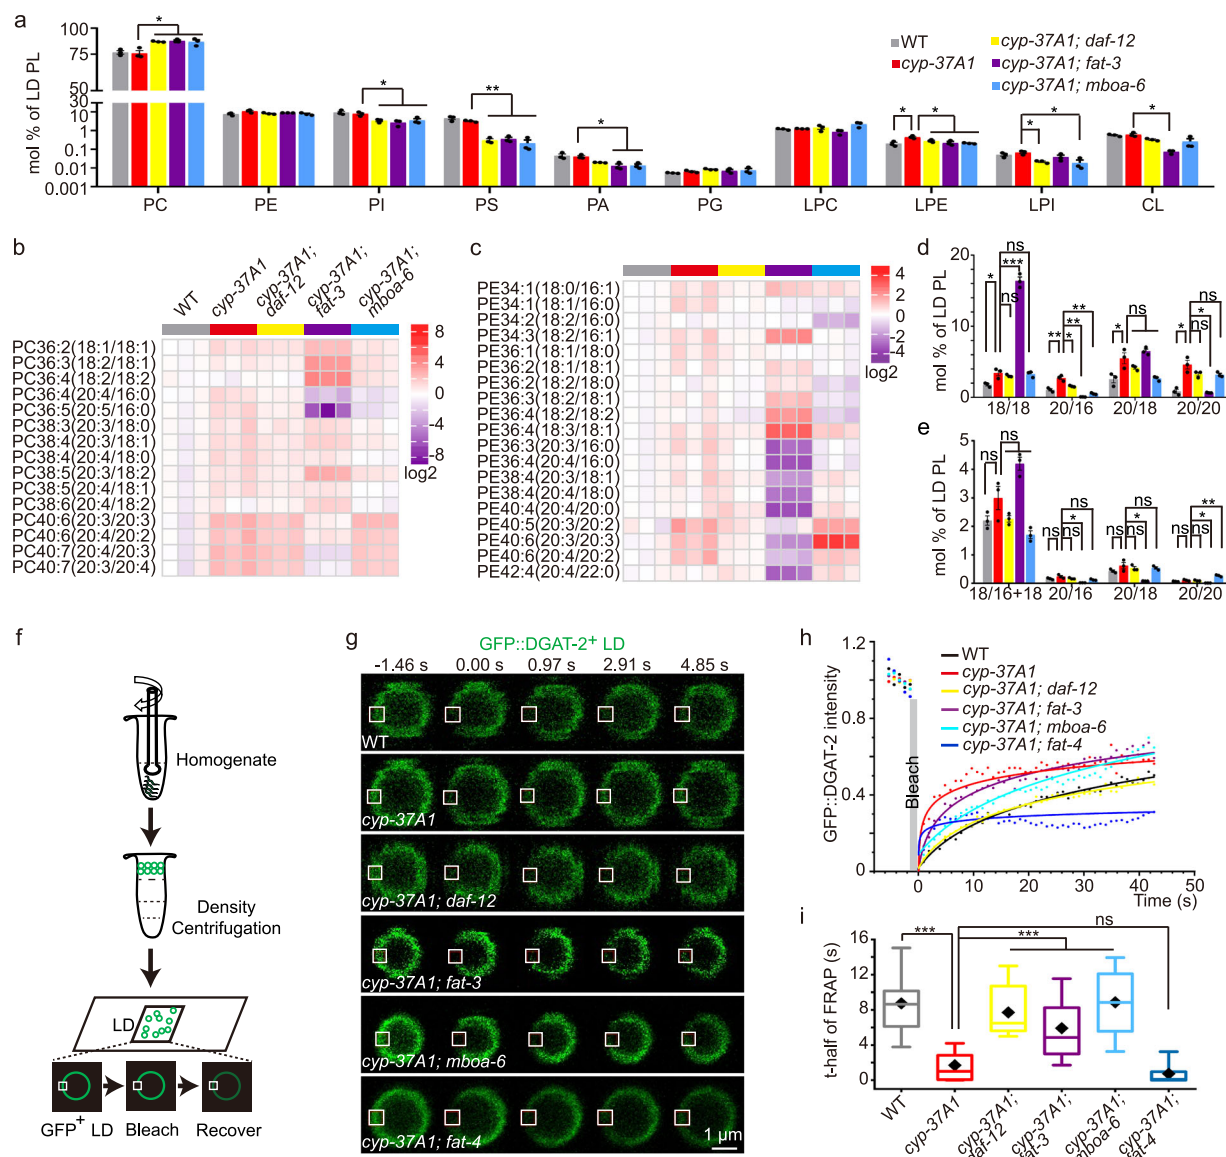 a
mol % of LD PL
100
75
50
30
10
1
0.1
0.01
0.001
*
*
**
*
*
*
*
*
*
PC
PE
PI
PS
PA
PG
LPC
LPE
LPI
CL
WT
cyp-37A1
cyp-37A1; daf-12
cyp-37A1; fat-3
cyp-37A1; mboa-6
b
WT
cyp-37A1
cyp-37A1; daf-12
cyp-37A1; fat-3
cyp-37A1; mboa-6
PC36:2(18:1/18:1)
PC36:3(18:2/18:1)
PC36:4(18:2/18:2)
PC36:4(20:4/16:0)
PC36:5(20:5/16:0)
PC38:3(20:3/18:0)
PC38:4(20:3/18:1)
PC38:4(20:4/18:0)
PC38:5(20:3/18:2)
PC38:5(20:4/18:1)
PC38:6(20:4/18:2)
PC40:6(20:3/20:3)
PC40:6(20:4/20:2)
PC40:7(20:4/20:3)
PC40:7(20:3/20:4)
8
4
0
-4
-8
log2
c
PE34:1(18:0/16:1)
PE34:1(18:1/16:0)
PE34:2(18:2/16:0)
PE34:3(18:2/16:1)
PE36:1(18:1/18:0)
PE36:2(18:1/18:1)
PE36:2(18:2/18:0)
PE36:3(18:2/18:1)
PE36:4(18:2/18:2)
PE36:4(18:3/18:1)
PE36:3(20:3/16:0)
PE36:4(20:4/16:0)
PE38:4(20:3/18:1)
PE38:4(20:4/18:0)
PE40:4(20:4/20:0)
PE40:5(20:3/20:2)
PE40:6(20:3/20:3)
PE40:6(20:4/20:2)
PE42:4(20:4/22:0)
4
2
0
-2
-4
log2
d
mol % of LD PL
20
10
0
*
ns
***
ns
**
*
**
**
*
ns
*
ns
*
ns
18/18
20/16
20/18
20/20
e
mol % of LD PL
5
4
3
2
1
0
ns
ns
ns
ns
*
ns
ns
ns
*
ns
ns
ns
ns
**
18/16+18
20/16
20/18
20/20
f
Homogenate
Density
Centrifugation
LD
GFP+ LD
Bleach
Recover
g
GFP::DGAT-2+ LD
-1.46 s
0.00 s
0.97 s
2.91 s
4.85 s
WT
cyp-37A1
cyp-37A1; daf-12
cyp-37A1; fat-3
cyp-37A1; mboa-6
cyp-37A1; fat-4
1 μm
h
GFP::DGAT-2 intensity
1.2
0.8
0.4
0
Bleach
WT
cyp-37A1
cyp-37A1; daf-12
cyp-37A1; fat-3
cyp-37A1; mboa-6
cyp-37A1; fat-4
0
10
20
30
40
50
Time (s)
i
t-half of FRAP (s)
16
12
8
4
0
***
***
ns
WT
cyp-37A1
cyp-37A1;
daf-12
cyp-37A1;
fat-3
cyp-37A1;
mboa-6
cyp-37A1;
fat-4